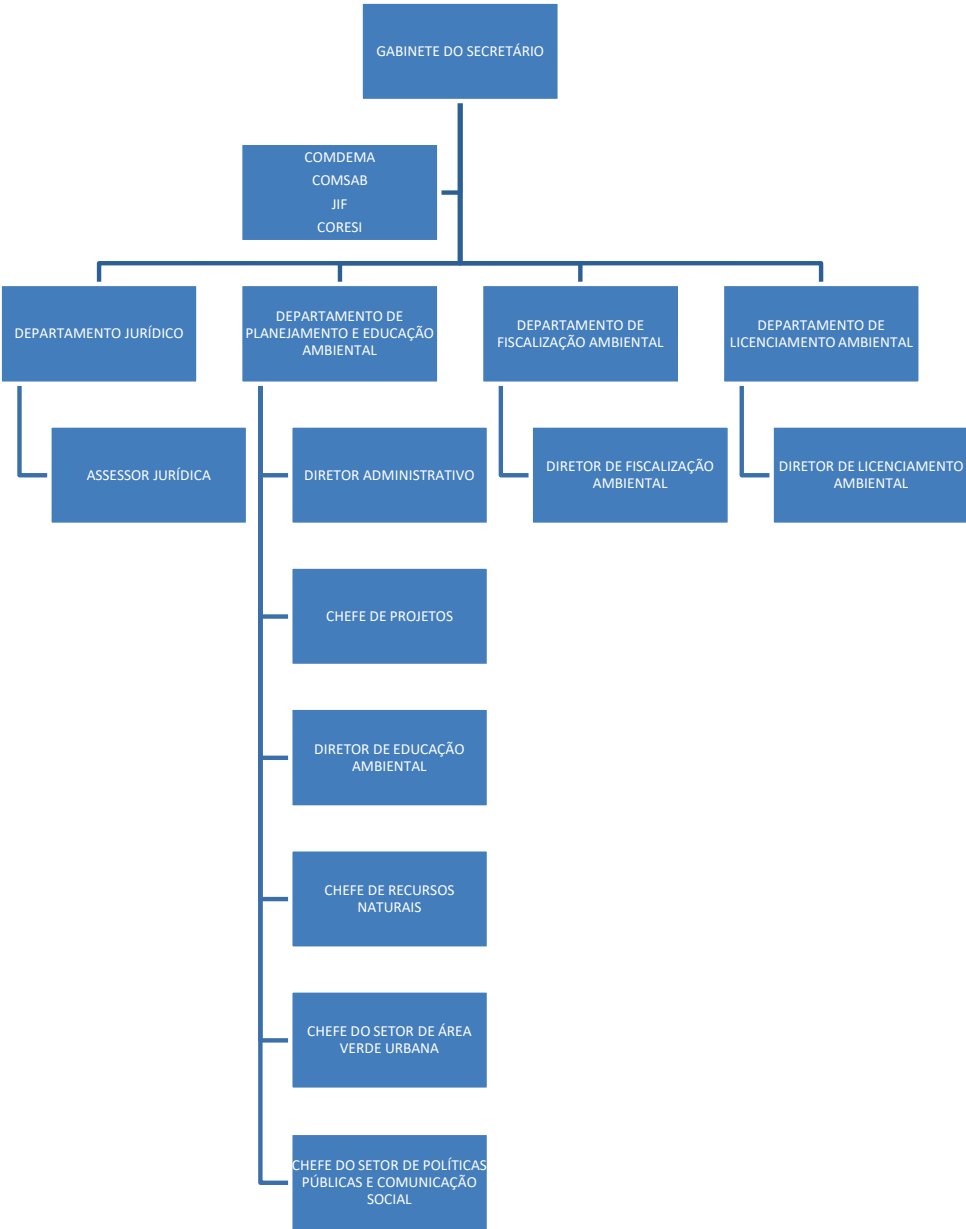 GABINETE DO SECRETÁRIO
COMDEMA
COMSAB
JIF
CORESI
DEPARTAMENTO JURÍDICO
DEPARTAMENTO DE
PLANEJAMENTO E EDUCAÇÃO
AMBIENTAL
DEPARTAMENTO DE
FISCALIZAÇÃO AMBIENTAL
DEPARTAMENTO DE
LICENCIAMENTO AMBIENTAL
ASSESSOR JURÍDICA
DIRETOR ADMINISTRATIVO
DIRETOR DE FISCALIZAÇÃO
AMBIENTAL
DIRETOR DE LICENCIAMENTO
AMBIENTAL
CHEFE DE PROJETOS
DIRETOR DE EDUCAÇÃO
AMBIENTAL
CHEFE DE RECURSOS
NATURAIS
CHEFE DO SETOR DE ÁREA
VERDE URBANA
CHEFE DO SETOR DE POLÍTICAS
PÚBLICAS E COMUNICAÇÃO
SOCIAL